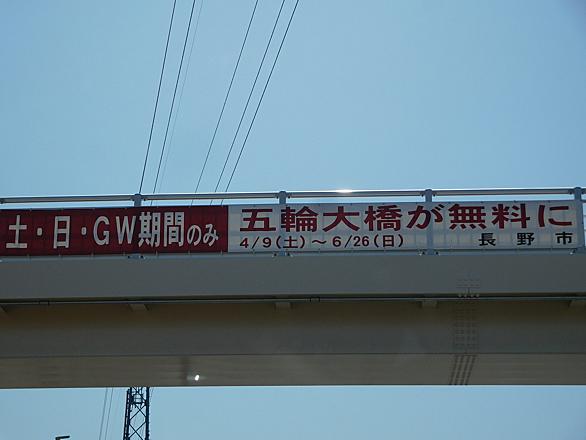 土・日・GW期間のみ
五輪大橋が無料に
4/9(土)～6/26(日) 長野市